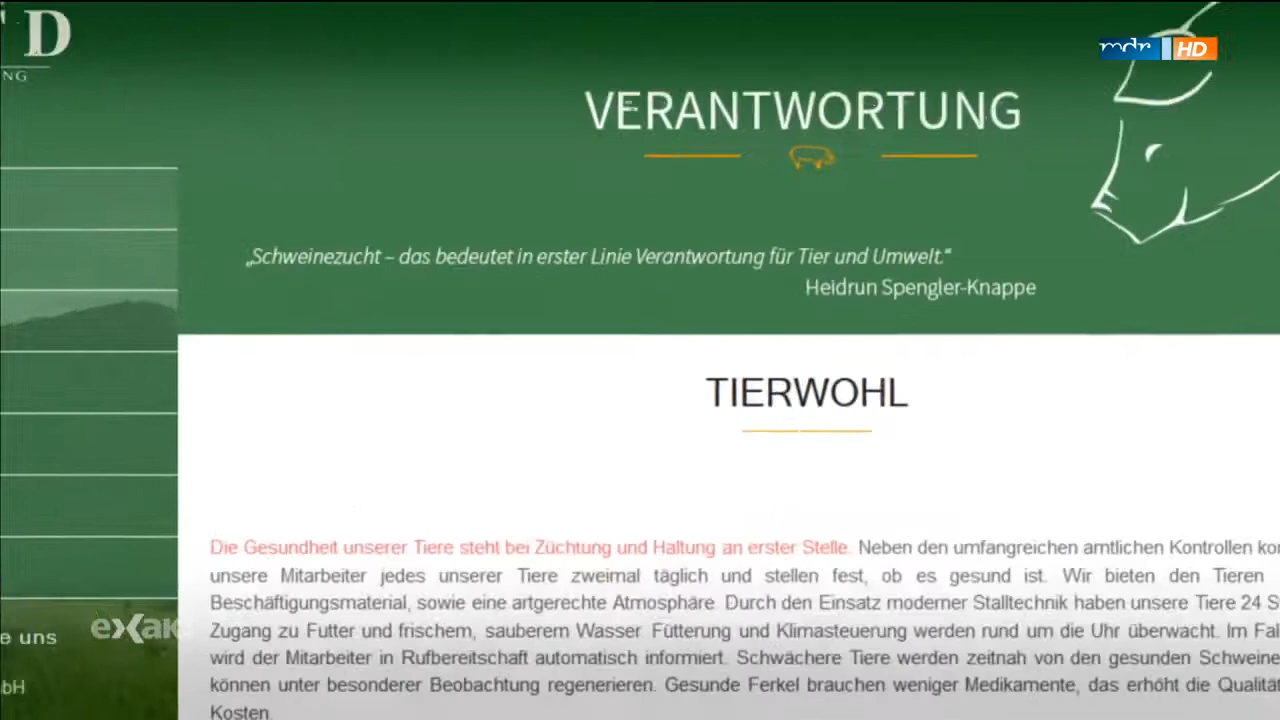 D
NG
mdr HD
VERANTWORTUNG
„Schweinezucht – das bedeutet in erster Linie Verantwortung für Tier und Umwelt.“
Heidrun Spengler-Knappe
TIERWOHL
Die Gesundheit unserer Tiere steht bei Züchtung und Haltung an erster Stelle. Neben den umfangreichen amtlichen Kontrollen
unsere Mitarbeiter jedes unserer Tiere zweimal täglich und stellen fest, ob es gesund ist. Wir bieten den Tieren
Beschäftigungsmaterial, sowie eine artgerechte Atmosphäre. Durch den Einsatz moderner Stalltechnik haben unsere Tiere 24 S
Zugang zu Futter und frischem, sauberem Wasser. Fütterung und Klimasteuerung werden rund um die Uhr überwacht. Im
wird der Mitarbeiter in Rufbereitschaft automatisch informiert. Schwächere Tiere werden zeitnah von den gesunden
können unter besonderer Beobachtung regenerieren. Gesunde Ferkel brauchen weniger Medikamente, das erhöht die
Kosten.
exakt
e uns
bH